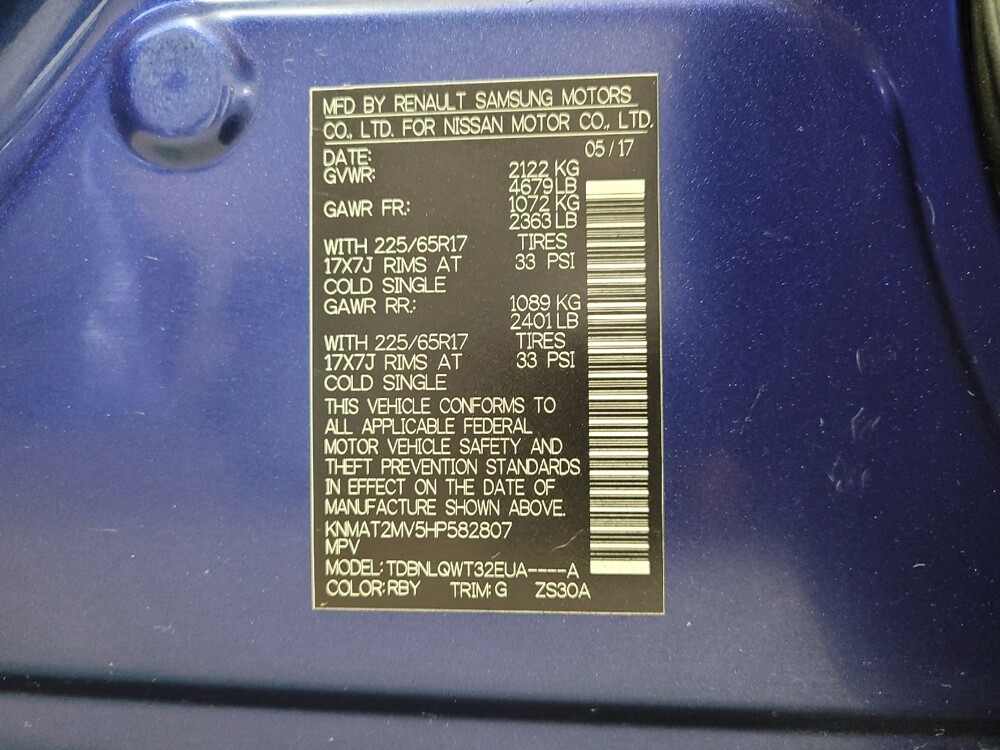 MFD BY RENAULT SAMSUNG MOTORS
CO., LTD. FOR NISSAN MOTOR CO., LTD.
DATE: 05 / 17
GVWR: 2122 KG
4679 LB
GAWR FR.: 1072 KG
2363 LB
WITH 225/65R17 TIRES
17X7J RIMS AT 33 PSI
COLD SINGLE
GAWR RR.: 1089 KG
2401 LB
WITH 225/65R17 TIRES
17X7J RIMS AT 33 PSI
COLD SINGLE
THIS VEHICLE CONFORMS TO
ALL APPLICABLE FEDERAL
MOTOR VEHICLE SAFETY AND
THEFT PREVENTION STANDARDS
IN EFFECT ON THE DATE OF
MANUFACTURE SHOWN ABOVE.
KNMAT2MV5HP582807
MPV
MODEL: TDBNLQWT32EUA----A
COLOR: RBY TRIM: G ZS30A